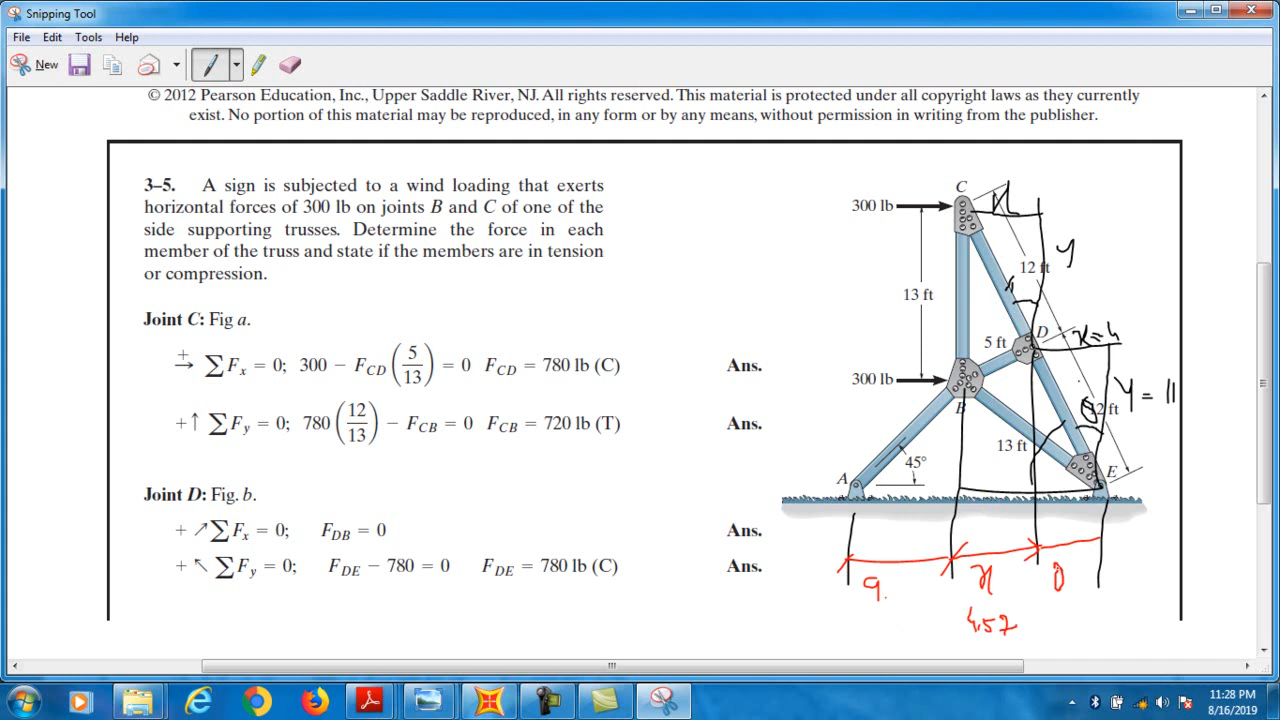 Snipping Tool
File Edit Tools Help
New
© 2012 Pearson Education, Inc., Upper Saddle River, NJ. All rights reserved. This material is protected under all copyright laws as they currently
exist. No portion of this material may be reproduced, in any form or by any means, without permission in writing from the publisher.
3–5. A sign is subjected to a wind loading that exerts
horizontal forces of 300 lb on joints B and C of one of the
side supporting trusses. Determine the force in each
member of the truss and state if the members are in tension
or compression.
Joint C: Fig a.
+→ ∑Fx = 0; 300 − FCD (5/13) = 0 FCD = 780 lb (C) Ans.
+↑ ∑Fy = 0; 780 (12/13) − FCB = 0 FCB = 720 lb (T) Ans.
Joint D: Fig. b.
+ ↗∑Fx = 0; FDB = 0 Ans.
+ ↖ ∑Fy = 0; FDE − 780 = 0 FDE = 780 lb (C) Ans.
C
300 lb
x
y
12 ft
13 ft
D
x=4
5 ft
300 lb
B
12 ft
y = 11
13 ft
45°
A
E
9.
x
4.57
11:28 PM
8/16/2019